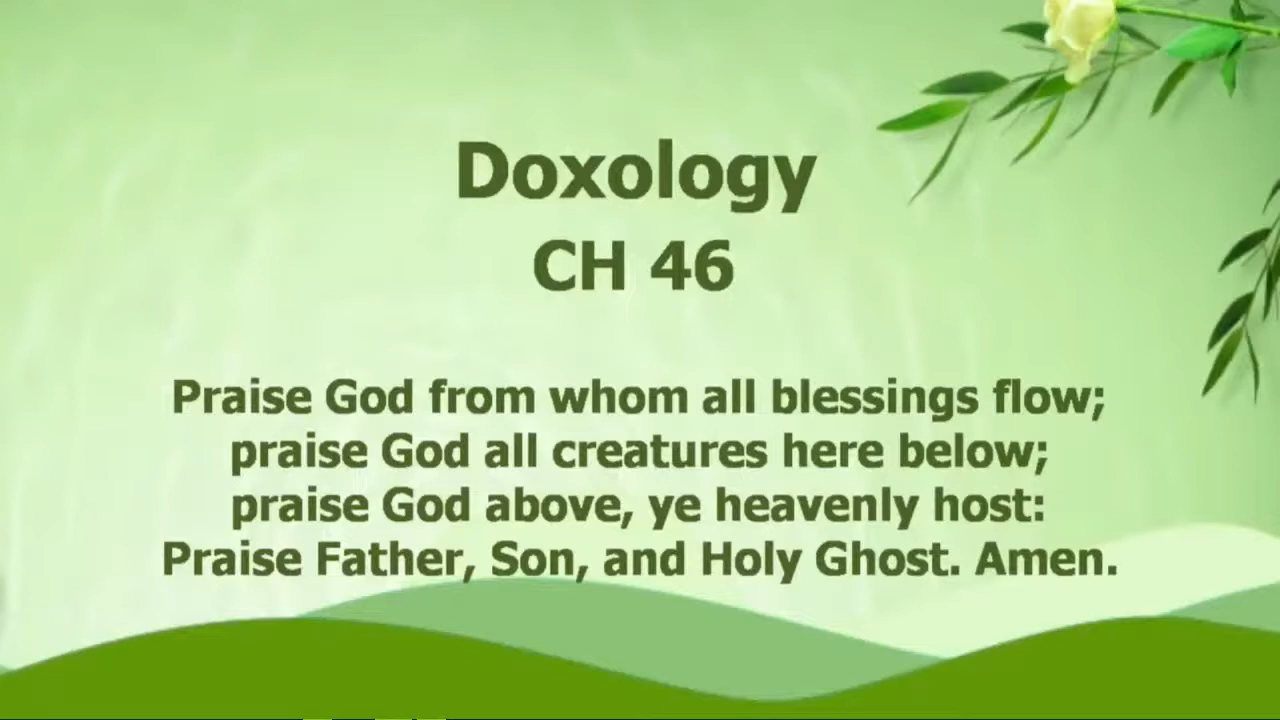 Doxology
CH 46
Praise God from whom all blessings flow;
praise God all creatures here below;
praise God above, ye heavenly host:
Praise Father, Son, and Holy Ghost. Amen.